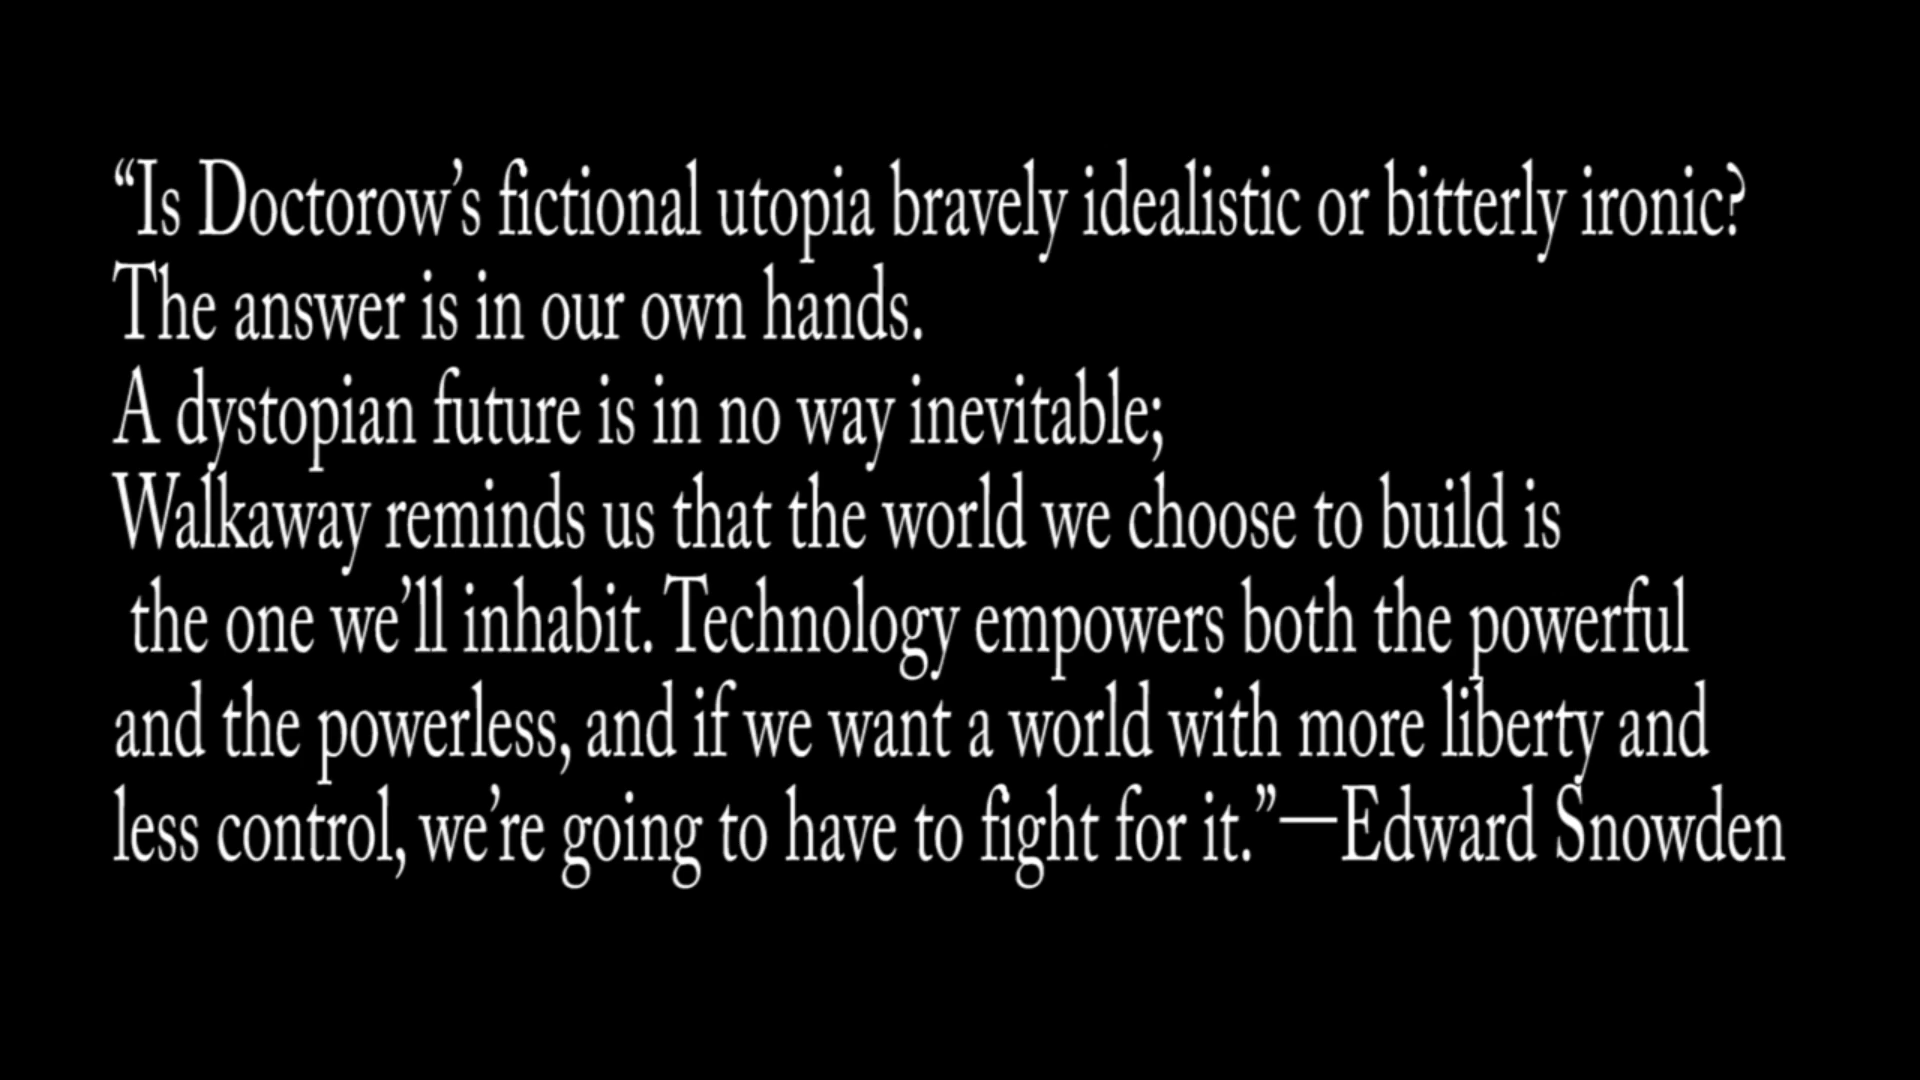 “Is Doctorow’s fictional utopia bravely idealistic or bitterly ironic?
The answer is in our own hands.
A dystopian future is in no way inevitable;
Walkaway reminds us that the world we choose to build is
the one we’ll inhabit. Technology empowers both the powerful
and the powerless, and if we want a world with more liberty and
less control, we’re going to have to fight for it.”—Edward Snowden